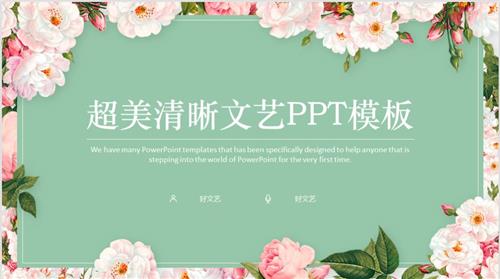 超美清晰文艺PPT模板
We have many PowerPoint templates that has been specifically designed to help anyone that is
stepping into the world of PowerPoint for the very first time.
好文艺 好文艺